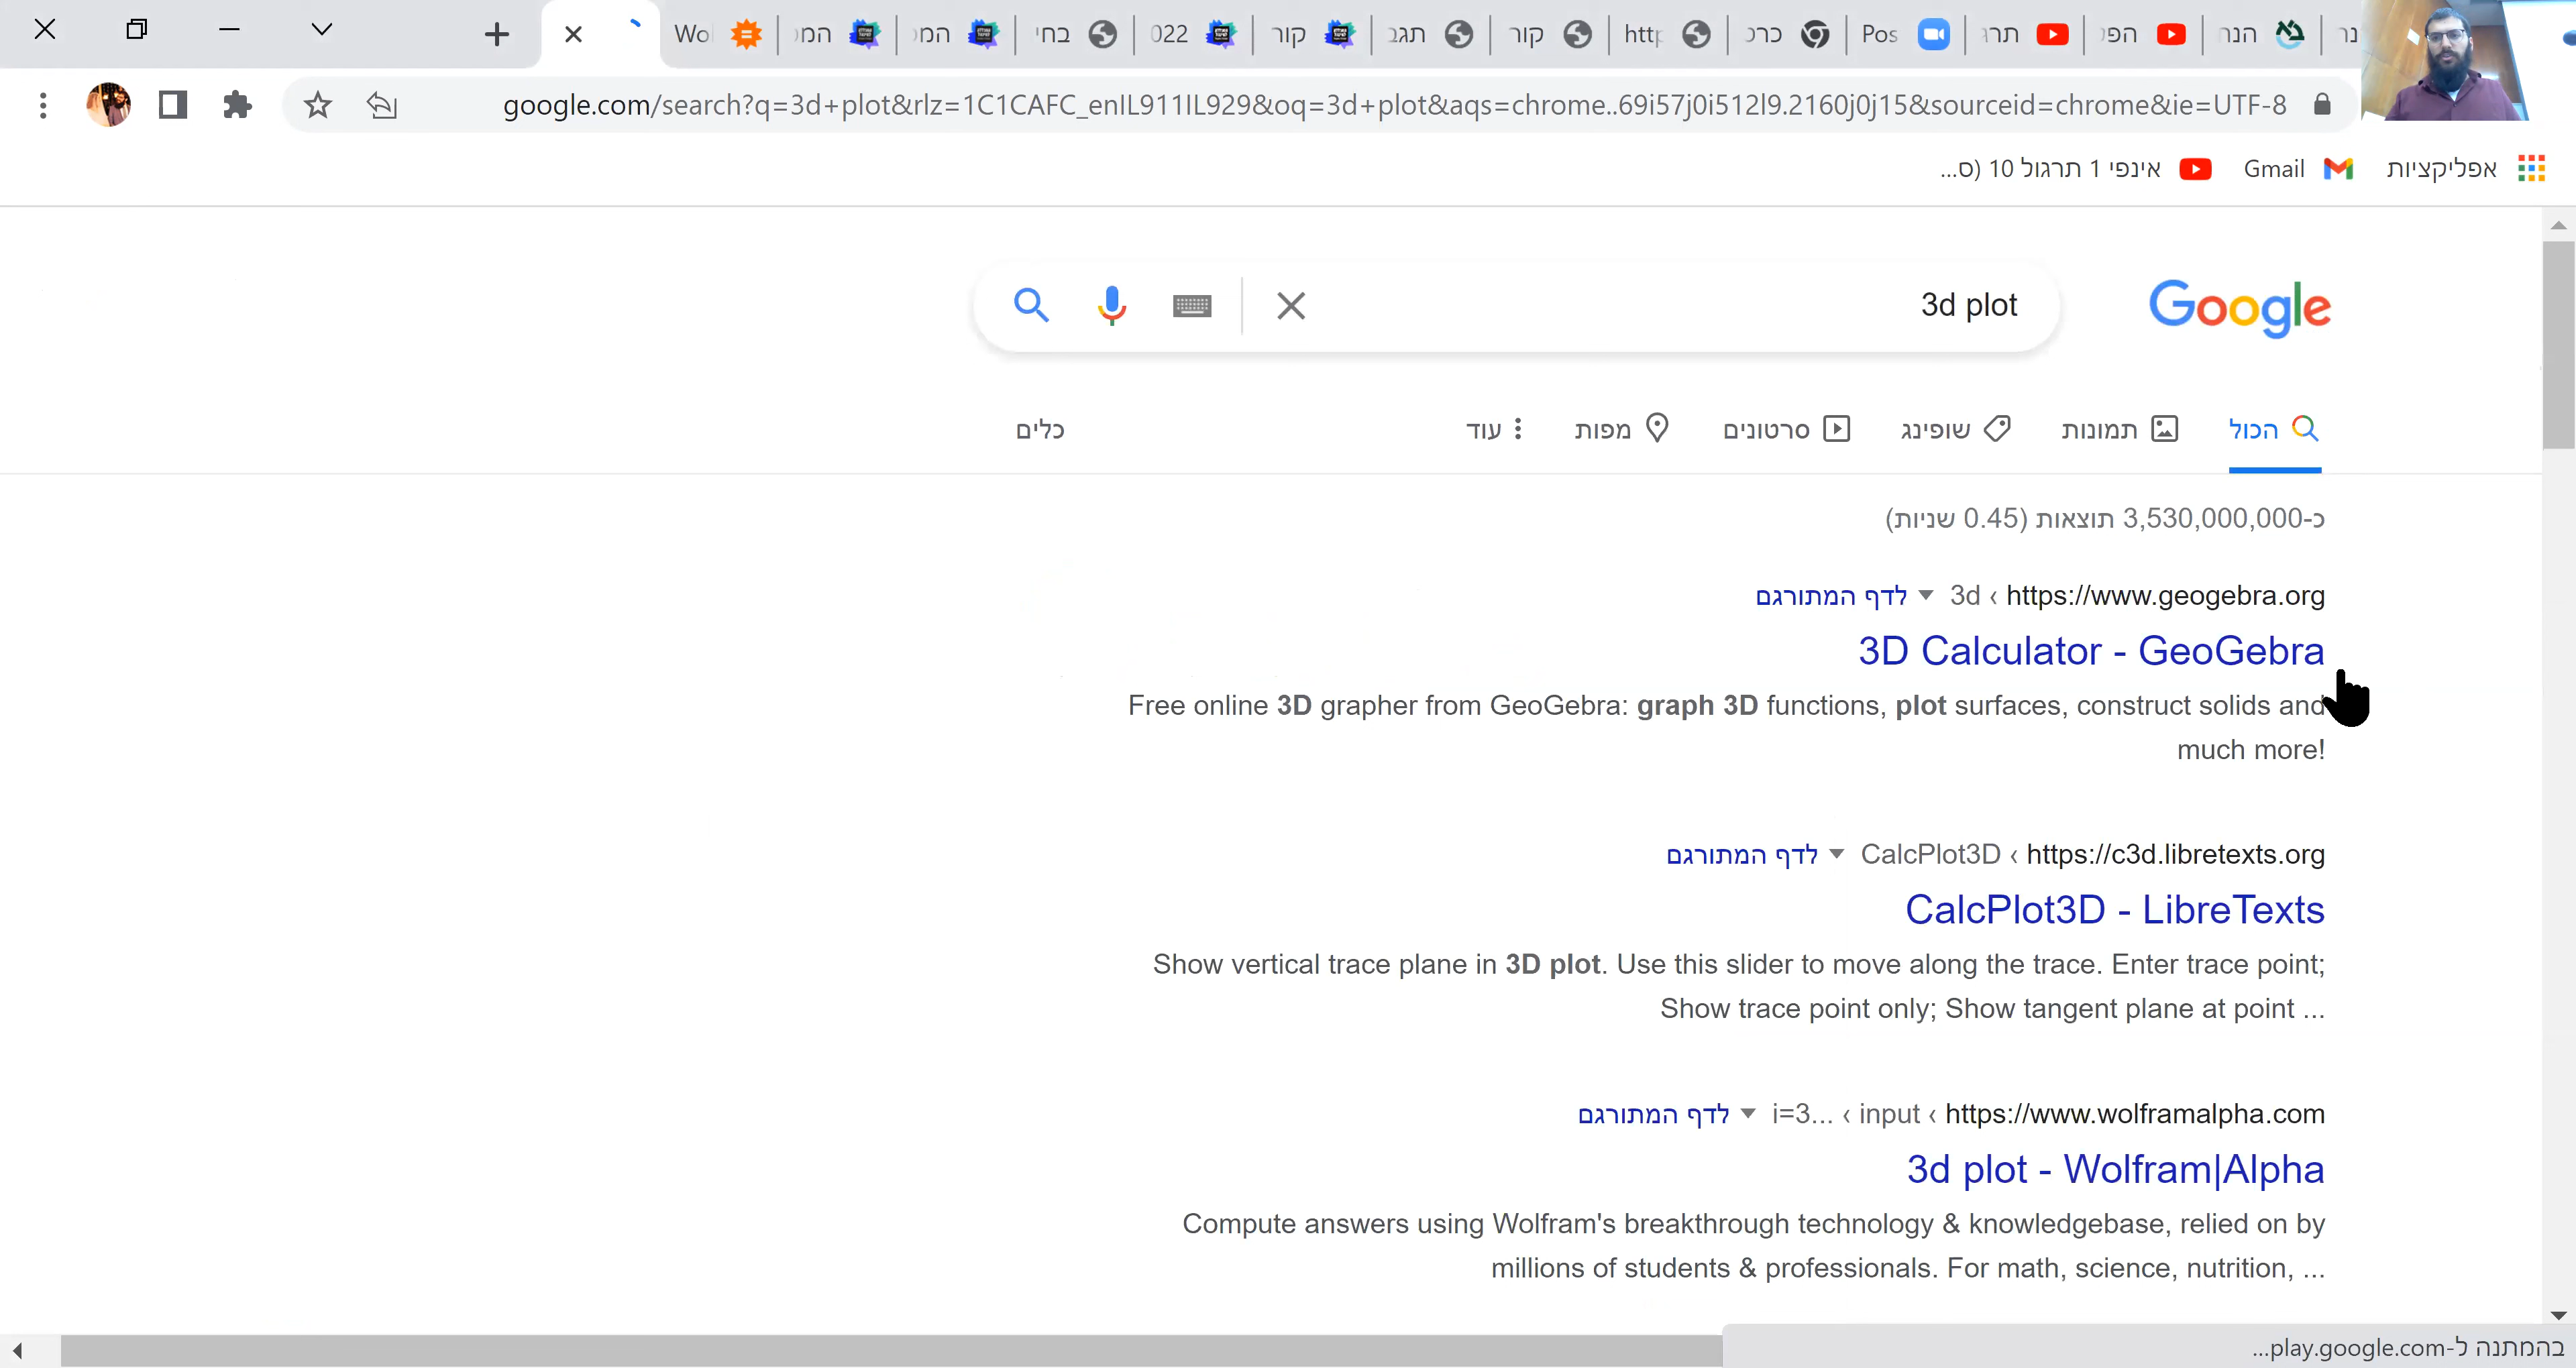 Wo
המ
המ
בחי
022
קור
תגב
קור
http
כרט
Pos
תרג
הפ
הנח
google.com/search?q=3d+plot&rlz=1C1CAFC_enIL911IL929&oq=3d+plot&aqs=chrome..69i57j0i512l9.2160j0j15&sourceid=chrome&ie=UTF-8
אפליקציות
Gmail
אינפי 1 תרגול 10 (ס...
3d plot
Google
הכול
תמונות
שופינג
סרטונים
מפות
עוד
כלים
כ-3,530,000,000 תוצאות (0.45 שניות)
https://www.geogebra.org › 3d ▼ לדף המתורגם
3D Calculator - GeoGebra
Free online 3D grapher from GeoGebra: graph 3D functions, plot surfaces, construct solids and
much more!
https://c3d.libretexts.org › CalcPlot3D ▼ לדף המתורגם
CalcPlot3D - LibreTexts
Show vertical trace plane in 3D plot. Use this slider to move along the trace. Enter trace point;
Show trace point only; Show tangent plane at point ...
https://www.wolframalpha.com › input › i=3... ▼ לדף המתורגם
3d plot - Wolfram|Alpha
Compute answers using Wolfram's breakthrough technology & knowledgebase, relied on by
millions of students & professionals. For math, science, nutrition, ...
בהמתנה ל-play.google.com...